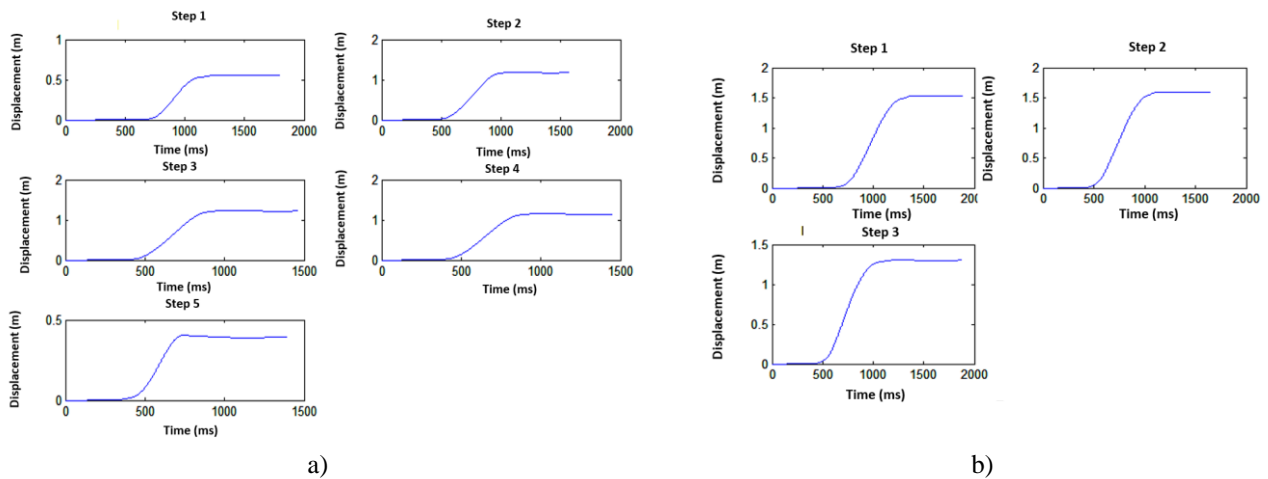 Step 1
Displacement (m)
1
0.5
0
0 500 1000 1500 2000
Time (ms)
Step 2
Displacement (m)
2
1
0
0 500 1000 1500 2000
Time (ms)
Step 3
Displacement (m)
2
1
0
0 500 1000 1500
Time (ms)
Step 4
Displacement (m)
2
1
0
0 500 1000 1500
Time (ms)
Step 5
Displacement (m)
0.5
0
0 500 1000 1500
Time (ms)
a)
Step 1
Displacement (m)
2
1.5
1
0.5
0
0 500 1000 1500 2000
Time (ms)
Step 2
Displacement (m)
2
1.5
1
0.5
0
0 500 1000 1500 2000
Time (ms)
Step 3
Displacement (m)
1.5
1
0.5
0
0 500 1000 1500 2000
Time (ms)
b)